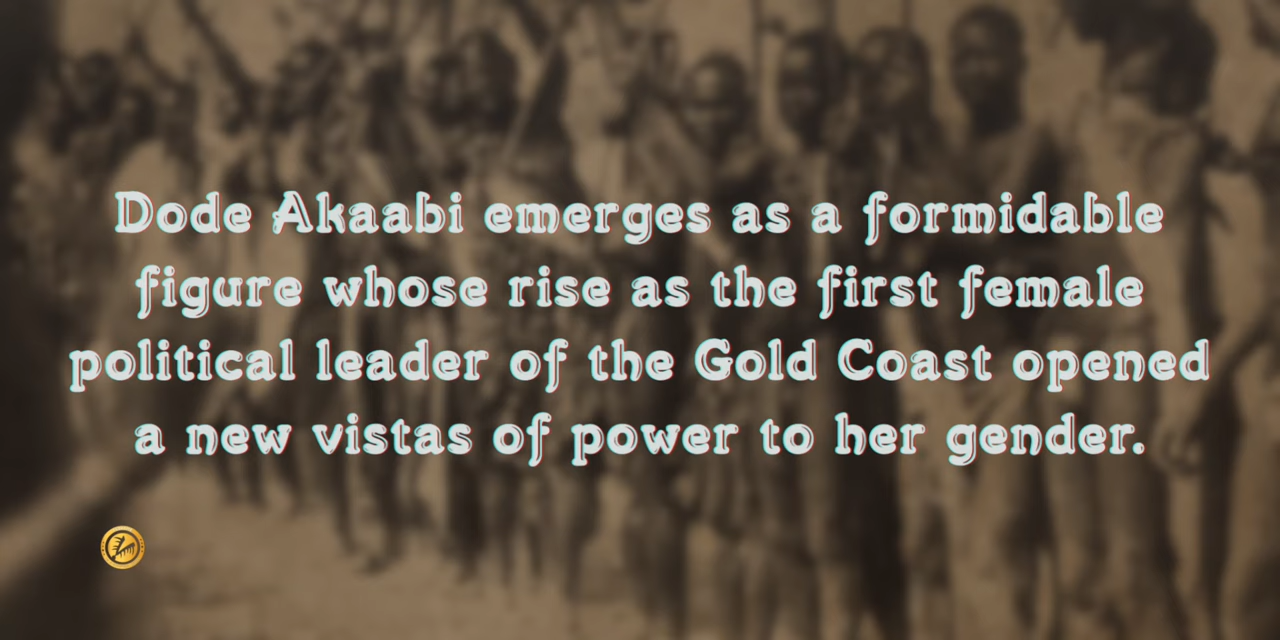 Dode Akaabi emerges as a formidable
figure whose rise as the first female
political leader of the Gold Coast opened
a new vistas of power to her gender.